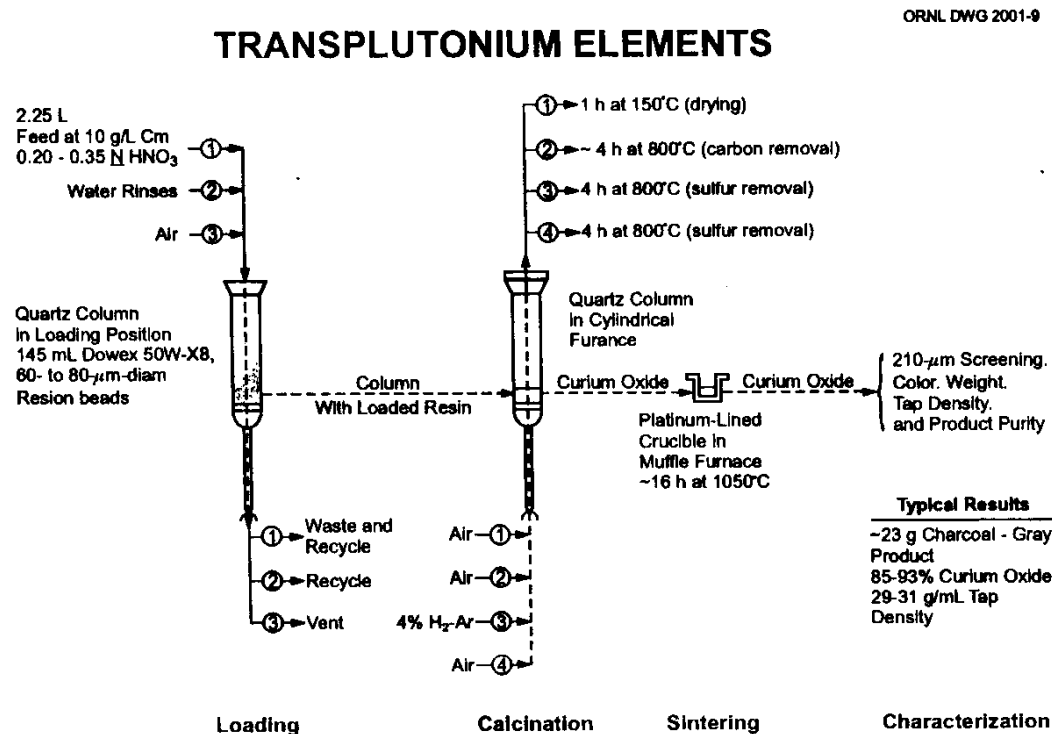 ORNL DWG 2001-9
TRANSPLUTONIUM ELEMENTS
2.25 L
Feed at 10 g/L Cm
0.20 - 0.35 N HNO₃
①
Water Rinses
②
Air
③
Quartz Column
in Loading Position
145 mL Dowex 50W-X8,
60- to 80-μm-diam
Resion beads
① Waste and
Recycle
② Recycle
③ Vent
Column
With Loaded Resin
① 1 h at 150°C (drying)
② ~ 4 h at 800°C (carbon removal)
③ 4 h at 800°C (sulfur removal)
④ 4 h at 800°C (sulfur removal)
Quartz Column
in Cylindrical
Furance
Air ①
Air ②
4% H₂-Ar ③
Air ④
Curium Oxide
Platinum-Lined
Crucible in
Muffle Furnace
~16 h at 1050°C
Curium Oxide
210-μm Screening.
Color. Weight.
Tap Density.
and Product Purity
Typical Results
~23 g Charcoal - Gray
Product
85-93% Curium Oxide
29-31 g/mL Tap
Density
Loading
Calcination
Sintering
Characterization